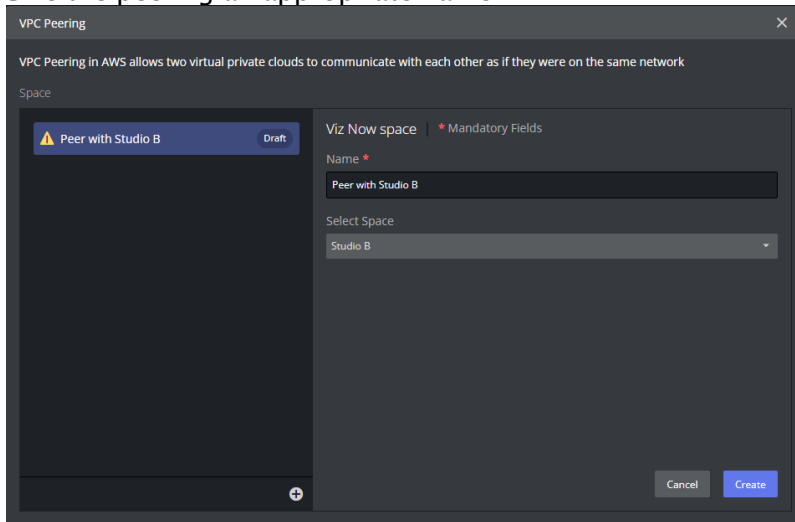 VPC Peering
VPC Peering in AWS allows two virtual private clouds to communicate with each other as if they were on the same network
Space
Peer with Studio B
Draft
Viz Now space | * Mandatory Fields
Name *
Peer with Studio B
Select Space
Studio B
Cancel
Create